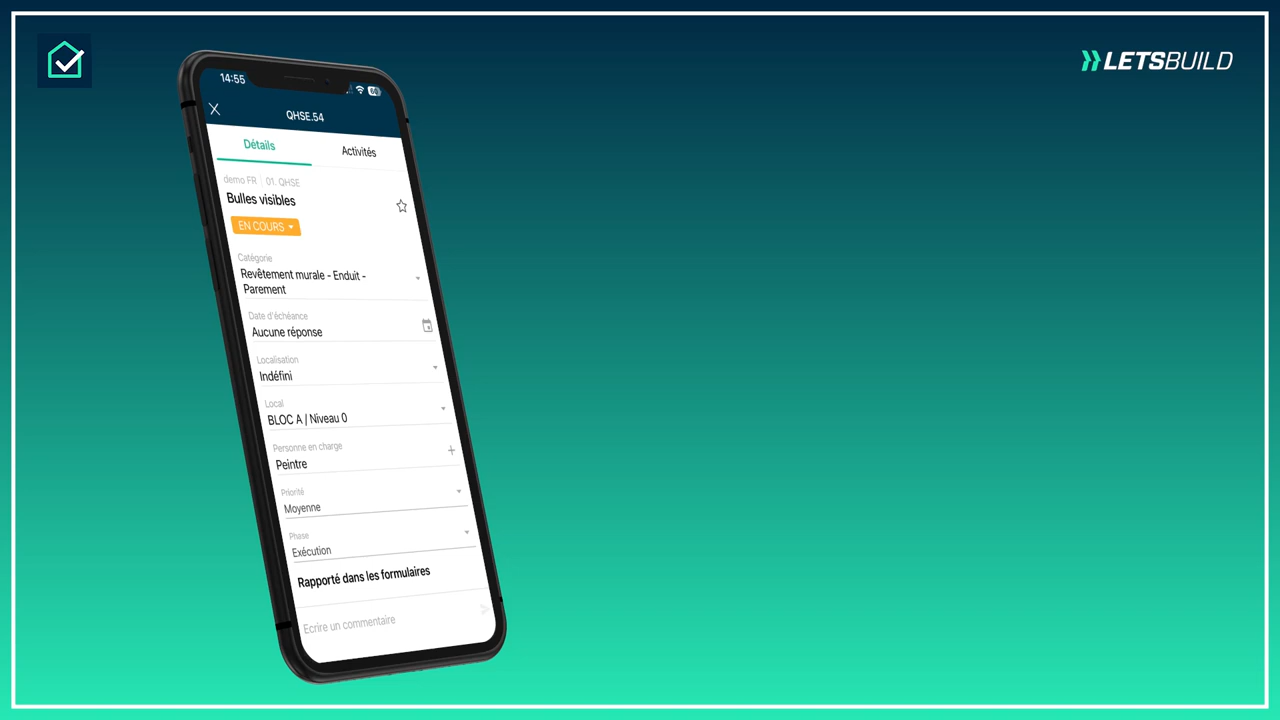 LETSBUILD
14:55
QHSE.54
Détails
Activités
demo FR | 01. QHSE
Bulles visibles
EN COURS
Catégorie
Revêtement murale - Enduit -
Parement
Date d'échéance
Aucune réponse
Localisation
Indéfini
Local
BLOC A / Niveau 0
Personne en charge
Peintre
Priorité
Moyenne
Phase
Exécution
Rapporté dans les formulaires
Ecrire un commentaire